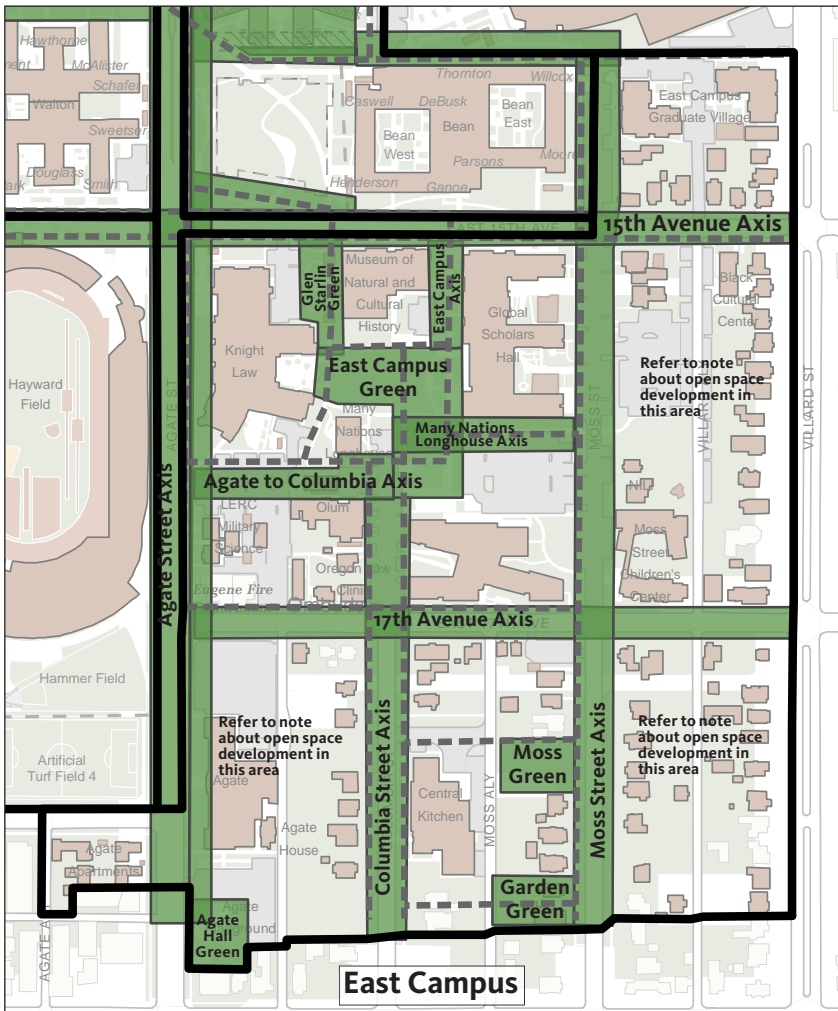 Hawthorne
McAlister
Schafer
Walton
Sweetser
Douglass
Smith
Thornton
Willcox
Caswell
DeBusk
Bean
East
Bean
Bean
West
Parsons
Moore
Henderson
Ganoe
East Campus
Graduate Village
15th Avenue Axis
AST 15TH AVE
Glen
Starlin
Green
Museum of
Natural and
Cultural
History
East Campus
Axis
Global
Scholars
Hall
Black
Cultural
Center
Knight
Law
East Campus
Green
Refer to note
about open space
development in
this area
Hayward
Field
AGATE ST
MOSS ST
VILLARD ST
Many
Nations
Many Nations
Longhouse Axis
Agate to Columbia Axis
Agate Street Axis
LERC
Military
Science
Olum
Oregon Law
Clinic
Eugene Fire
Moss
Street
Children's
Center
17th Avenue Axis
AVE
Hammer Field
Artificial
Turf Field 4
Refer to note
about open space
development in
this area
Agate
Agate
House
Columbia Street Axis
Central
Kitchen
MOSS ALY
Moss
Green
Moss Street Axis
Refer to note
about open space
development in
this area
Agate
Apartments
Garden
Green
Agate
Agate
Hall
Green
AGATE A
East Campus